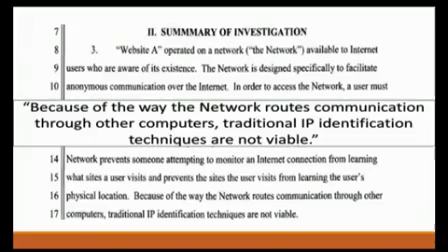 7 II. SUMMMARY OF INVESTIGATION
8 3. "Website A" operated on a network ("the Network") available to Internet
9 users who are aware of its existence. The Network is designed specifically to facilitate
10 anonymous communication over the Internet. In order to access the Network, a user must
"Because of the way the Network routes communication
through other computers, traditional IP identification
techniques are not viable."
14 Network prevents someone attempting to monitor an Internet connection from learning
15 what sites a user visits and prevents the sites the user visits from learning the user's
16 physical location. Because of the way the Network routes communication through other
17 computers, traditional IP identification techniques are not viable.